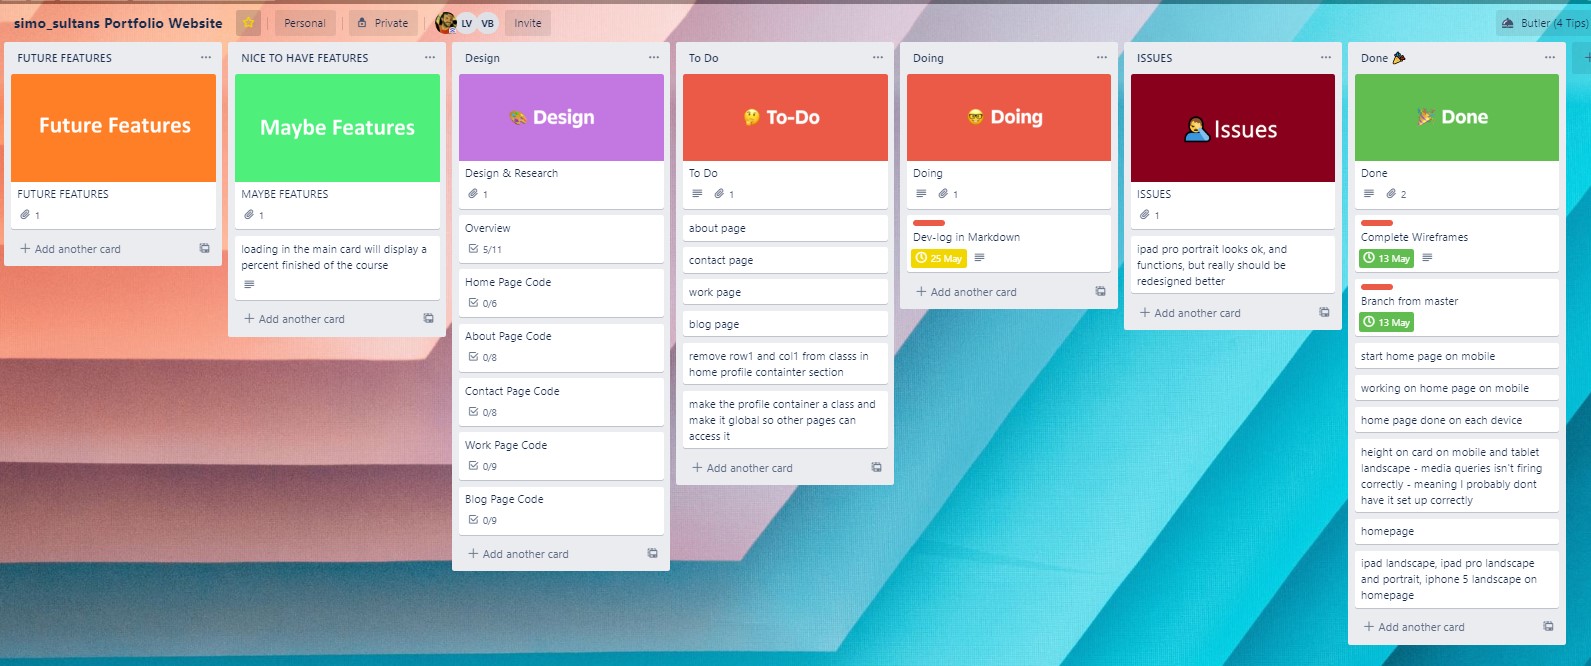 simo_sultans Portfolio Website
Personal
Private
LV
VB
Invite
Butler (4 Tips)
FUTURE FEATURES
Future Features
FUTURE FEATURES
1
+ Add another card
NICE TO HAVE FEATURES
Maybe Features
MAYBE FEATURES
1
loading in the main card will display a
percent finished of the course
+ Add another card
Design
Design
Design & Research
1
Overview
5/11
Home Page Code
0/6
About Page Code
0/8
Contact Page Code
0/8
Work Page Code
0/9
Blog Page Code
0/9
+ Add another card
To Do
To-Do
To Do
1
about page
contact page
work page
blog page
remove row1 and col1 from classs in
home profile containter section
make the profile container a class and
make it global so other pages can
access it
+ Add another card
Doing
Doing
Doing
1
Dev-log in Markdown
25 May
+ Add another card
ISSUES
Issues
ISSUES
1
ipad pro portrait looks ok, and
functions, but really should be
redesigned better
+ Add another card
Done
Done
Done
2
Complete Wireframes
13 May
Branch from master
13 May
start home page on mobile
working on home page on mobile
home page done on each device
height on card on mobile and tablet
landscape - media queries isn't firing
correctly - meaning I probably dont
have it set up correctly
homepage
ipad landscape, ipad pro landscape
and portrait, iphone 5 landscape on
homepage
+ Add another card